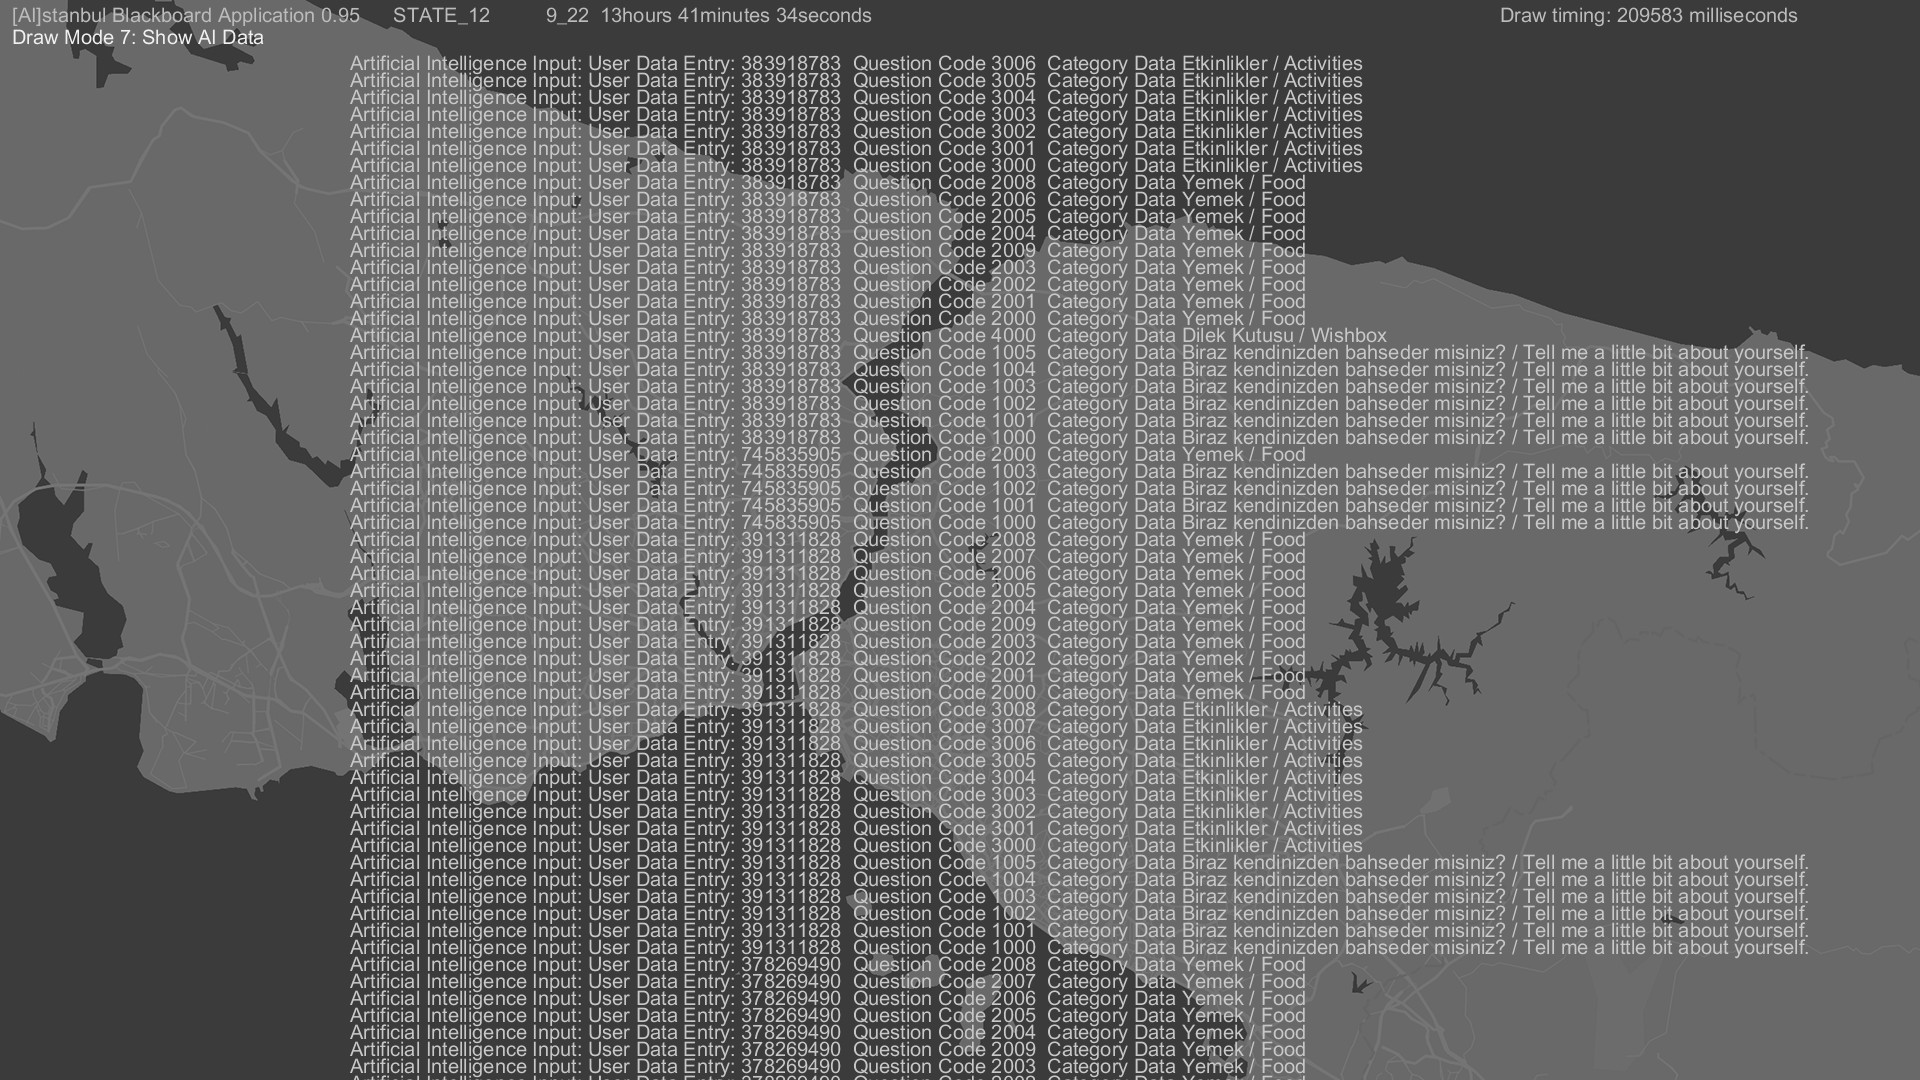 [AI]stanbul Blackboard Application 0.95 STATE_12 9_22 13hours 41minutes 34seconds Draw timing: 209583 milliseconds
Draw Mode 7: Show AI Data
Artificial Intelligence Input: User Data Entry: 383918783 Question Code 3006 Category Data Etkinlikler / Activities
Artificial Intelligence Input: User Data Entry: 383918783 Question Code 3005 Category Data Etkinlikler / Activities
Artificial Intelligence Input: User Data Entry: 383918783 Question Code 3004 Category Data Etkinlikler / Activities
Artificial Intelligence Input: User Data Entry: 383918783 Question Code 3003 Category Data Etkinlikler / Activities
Artificial Intelligence Input: User Data Entry: 383918783 Question Code 3002 Category Data Etkinlikler / Activities
Artificial Intelligence Input: User Data Entry: 383918783 Question Code 3001 Category Data Etkinlikler / Activities
Artificial Intelligence Input: User Data Entry: 383918783 Question Code 3000 Category Data Etkinlikler / Activities
Artificial Intelligence Input: User Data Entry: 383918783 Question Code 2008 Category Data Yemek / Food
Artificial Intelligence Input: User Data Entry: 383918783 Question Code 2006 Category Data Yemek / Food
Artificial Intelligence Input: User Data Entry: 383918783 Question Code 2005 Category Data Yemek / Food
Artificial Intelligence Input: User Data Entry: 383918783 Question Code 2004 Category Data Yemek / Food
Artificial Intelligence Input: User Data Entry: 383918783 Question Code 2009 Category Data Yemek / Food
Artificial Intelligence Input: User Data Entry: 383918783 Question Code 2003 Category Data Yemek / Food
Artificial Intelligence Input: User Data Entry: 383918783 Question Code 2002 Category Data Yemek / Food
Artificial Intelligence Input: User Data Entry: 383918783 Question Code 2001 Category Data Yemek / Food
Artificial Intelligence Input: User Data Entry: 383918783 Question Code 2000 Category Data Yemek / Food
Artificial Intelligence Input: User Data Entry: 383918783 Question Code 4000 Category Data Dilek Kutusu / Wishbox
Artificial Intelligence Input: User Data Entry: 383918783 Question Code 1005 Category Data Biraz kendinizden bahseder misiniz? / Tell me a little bit about yourself.
Artificial Intelligence Input: User Data Entry: 383918783 Question Code 1004 Category Data Biraz kendinizden bahseder misiniz? / Tell me a little bit about yourself.
Artificial Intelligence Input: User Data Entry: 383918783 Question Code 1003 Category Data Biraz kendinizden bahseder misiniz? / Tell me a little bit about yourself.
Artificial Intelligence Input: User Data Entry: 383918783 Question Code 1002 Category Data Biraz kendinizden bahseder misiniz? / Tell me a little bit about yourself.
Artificial Intelligence Input: User Data Entry: 383918783 Question Code 1001 Category Data Biraz kendinizden bahseder misiniz? / Tell me a little bit about yourself.
Artificial Intelligence Input: User Data Entry: 383918783 Question Code 1000 Category Data Biraz kendinizden bahseder misiniz? / Tell me a little bit about yourself.
Artificial Intelligence Input: User Data Entry: 745835905 Question Code 2000 Category Data Yemek / Food
Artificial Intelligence Input: User Data Entry: 745835905 Question Code 1003 Category Data Biraz kendinizden bahseder misiniz? / Tell me a little bit about yourself.
Artificial Intelligence Input: User Data Entry: 745835905 Question Code 1002 Category Data Biraz kendinizden bahseder misiniz? / Tell me a little bit about yourself.
Artificial Intelligence Input: User Data Entry: 745835905 Question Code 1001 Category Data Biraz kendinizden bahseder misiniz? / Tell me a little bit about yourself.
Artificial Intelligence Input: User Data Entry: 745835905 Question Code 1000 Category Data Biraz kendinizden bahseder misiniz? / Tell me a little bit about yourself.
Artificial Intelligence Input: User Data Entry: 391311828 Question Code 2008 Category Data Yemek / Food
Artificial Intelligence Input: User Data Entry: 391311828 Question Code 2007 Category Data Yemek / Food
Artificial Intelligence Input: User Data Entry: 391311828 Question Code 2006 Category Data Yemek / Food
Artificial Intelligence Input: User Data Entry: 391311828 Question Code 2005 Category Data Yemek / Food
Artificial Intelligence Input: User Data Entry: 391311828 Question Code 2004 Category Data Yemek / Food
Artificial Intelligence Input: User Data Entry: 391311828 Question Code 2009 Category Data Yemek / Food
Artificial Intelligence Input: User Data Entry: 391311828 Question Code 2003 Category Data Yemek / Food
Artificial Intelligence Input: User Data Entry: 391311828 Question Code 2002 Category Data Yemek / Food
Artificial Intelligence Input: User Data Entry: 391311828 Question Code 2001 Category Data Yemek / Food
Artificial Intelligence Input: User Data Entry: 391311828 Question Code 2000 Category Data Yemek / Food
Artificial Intelligence Input: User Data Entry: 391311828 Question Code 3008 Category Data Etkinlikler / Activities
Artificial Intelligence Input: User Data Entry: 391311828 Question Code 3007 Category Data Etkinlikler / Activities
Artificial Intelligence Input: User Data Entry: 391311828 Question Code 3006 Category Data Etkinlikler / Activities
Artificial Intelligence Input: User Data Entry: 391311828 Question Code 3005 Category Data Etkinlikler / Activities
Artificial Intelligence Input: User Data Entry: 391311828 Question Code 3004 Category Data Etkinlikler / Activities
Artificial Intelligence Input: User Data Entry: 391311828 Question Code 3003 Category Data Etkinlikler / Activities
Artificial Intelligence Input: User Data Entry: 391311828 Question Code 3002 Category Data Etkinlikler / Activities
Artificial Intelligence Input: User Data Entry: 391311828 Question Code 3001 Category Data Etkinlikler / Activities
Artificial Intelligence Input: User Data Entry: 391311828 Question Code 3000 Category Data Etkinlikler / Activities
Artificial Intelligence Input: User Data Entry: 391311828 Question Code 1005 Category Data Biraz kendinizden bahseder misiniz? / Tell me a little bit about yourself.
Artificial Intelligence Input: User Data Entry: 391311828 Question Code 1004 Category Data Biraz kendinizden bahseder misiniz? / Tell me a little bit about yourself.
Artificial Intelligence Input: User Data Entry: 391311828 Question Code 1003 Category Data Biraz kendinizden bahseder misiniz? / Tell me a little bit about yourself.
Artificial Intelligence Input: User Data Entry: 391311828 Question Code 1002 Category Data Biraz kendinizden bahseder misiniz? / Tell me a little bit about yourself.
Artificial Intelligence Input: User Data Entry: 391311828 Question Code 1001 Category Data Biraz kendinizden bahseder misiniz? / Tell me a little bit about yourself.
Artificial Intelligence Input: User Data Entry: 391311828 Question Code 1000 Category Data Biraz kendinizden bahseder misiniz? / Tell me a little bit about yourself.
Artificial Intelligence Input: User Data Entry: 378269490 Question Code 2008 Category Data Yemek / Food
Artificial Intelligence Input: User Data Entry: 378269490 Question Code 2007 Category Data Yemek / Food
Artificial Intelligence Input: User Data Entry: 378269490 Question Code 2006 Category Data Yemek / Food
Artificial Intelligence Input: User Data Entry: 378269490 Question Code 2005 Category Data Yemek / Food
Artificial Intelligence Input: User Data Entry: 378269490 Question Code 2004 Category Data Yemek / Food
Artificial Intelligence Input: User Data Entry: 378269490 Question Code 2009 Category Data Yemek / Food
Artificial Intelligence Input: User Data Entry: 378269490 Question Code 2003 Category Data Yemek / Food